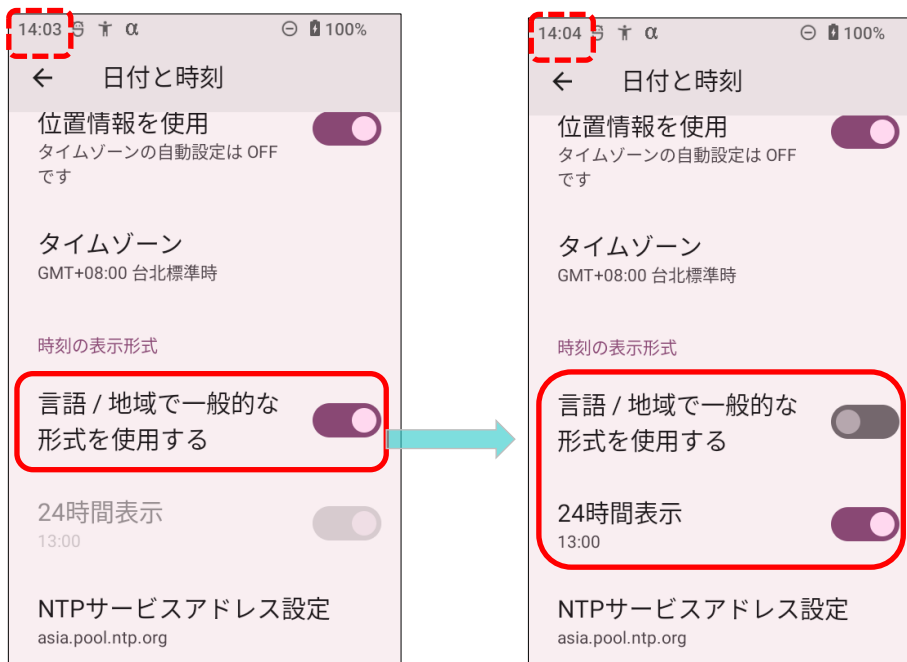 14:03 α 100%
日付と時刻
位置情報を使用
タイムゾーンの自動設定は OFF
です
タイムゾーン
GMT+08:00 台北標準時
時刻の表示形式
言語 / 地域で一般的な
形式を使用する
24時間表示
13:00
NTPサービスアドレス設定
asia.pool.ntp.org
14:04 α 100%
日付と時刻
位置情報を使用
タイムゾーンの自動設定は OFF
です
タイムゾーン
GMT+08:00 台北標準時
時刻の表示形式
言語 / 地域で一般的な
形式を使用する
24時間表示
13:00
NTPサービスアドレス設定
asia.pool.ntp.org